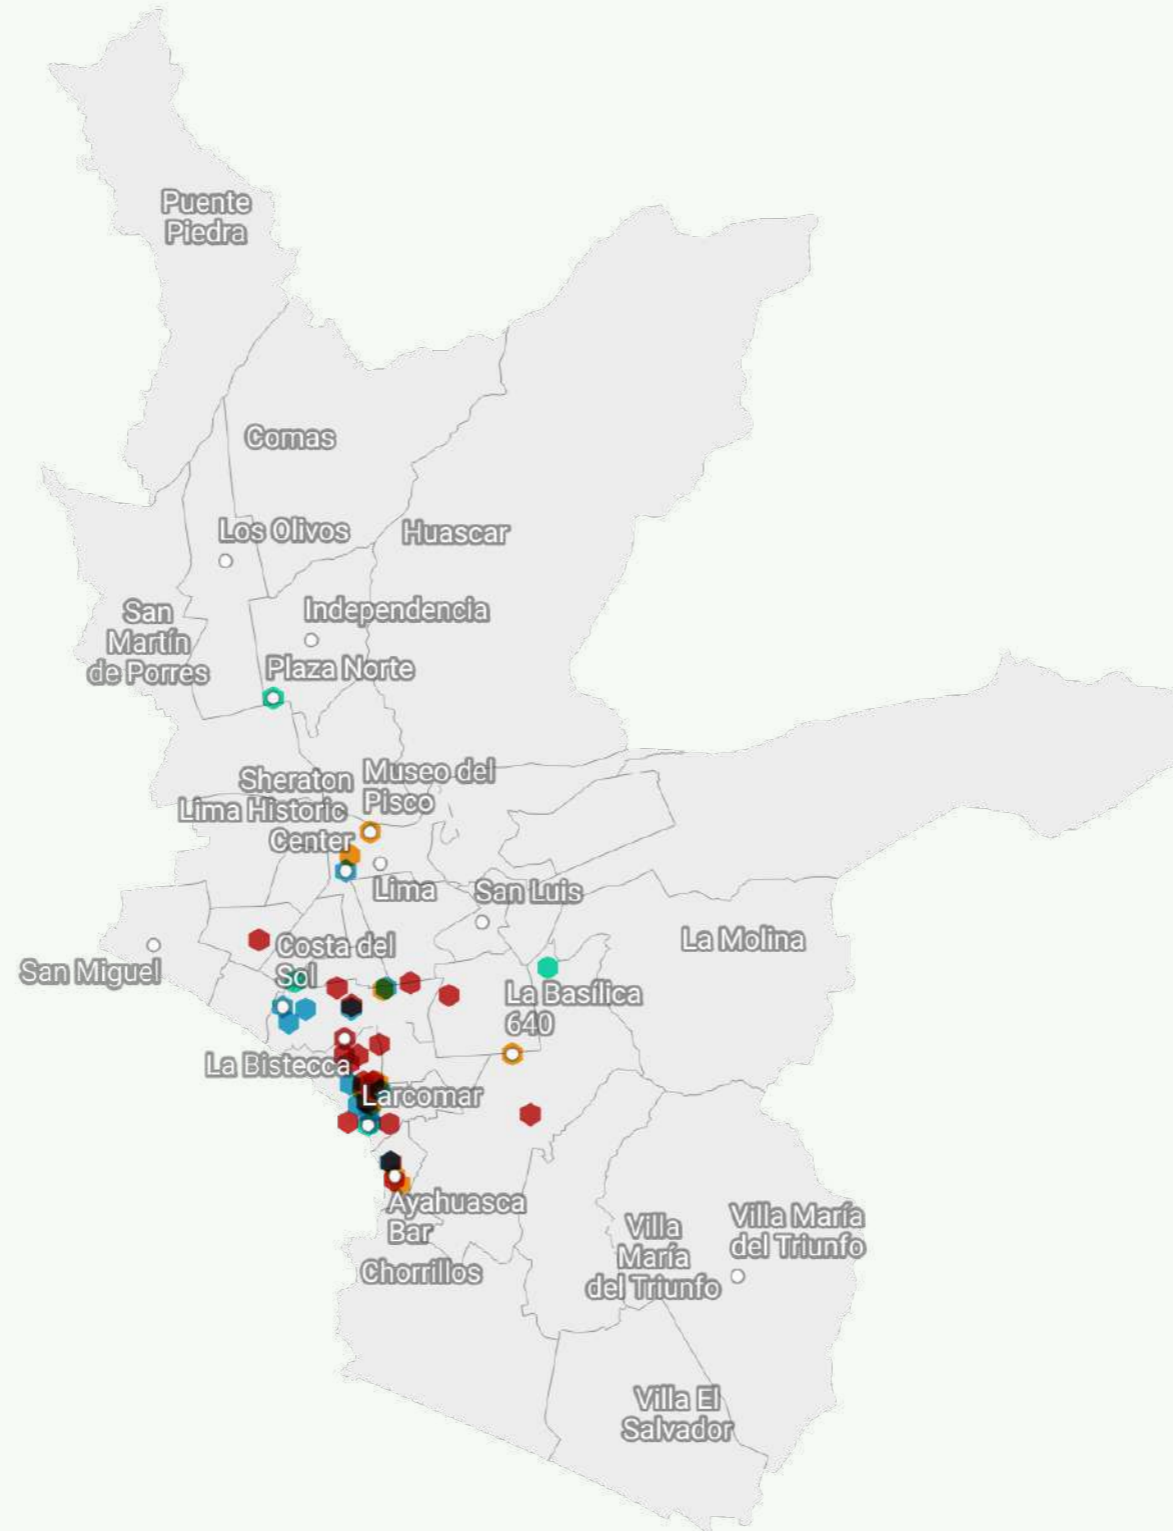 Puente
Piedra
Comas
Los Olivos
Huascar
San
Martín
de Porres
Independencia
Plaza Norte
Sheraton
Lima Historic
Center
Museo del
Pisco
Lima
San Luis
La Molina
San Miguel
Costa del
Sol
La Basílica
640
La Bistecca
Larcomar
Ayahuasca
Bar
Chorrillos
Villa
María
del Triunfo
Villa María
del Triunfo
Villa El
Salvador